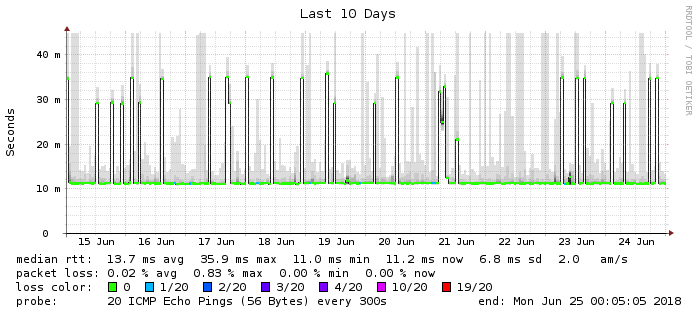 Last 10 Days
RRDTOOL / TOBI OETIKER
Seconds
40 m
30 m
20 m
10 m
0
15 Jun 16 Jun 17 Jun 18 Jun 19 Jun 20 Jun 21 Jun 22 Jun 23 Jun 24 Jun
median rtt: 13.7 ms avg 35.9 ms max 11.0 ms min 11.2 ms now 6.8 ms sd 2.0 am/s
packet loss: 0.02 % avg 0.83 % max 0.00 % min 0.00 % now
loss color: 0 1/20 2/20 3/20 4/20 10/20 19/20
probe: 20 ICMP Echo Pings (56 Bytes) every 300s end: Mon Jun 25 00:05:05 2018